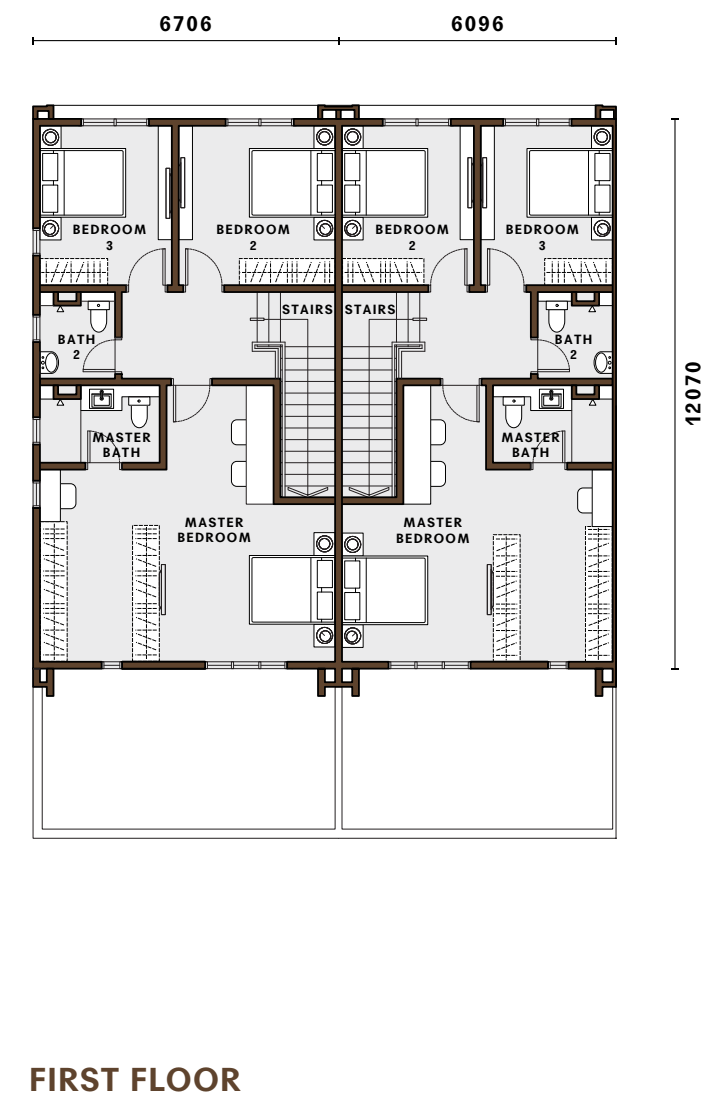 6706 6096
BEDROOM 3
BEDROOM 2
BEDROOM 2
BEDROOM 3
STAIRS STAIRS
BATH 2
BATH 2
12070
MASTER BATH
MASTER BATH
MASTER BEDROOM
MASTER BEDROOM
FIRST FLOOR